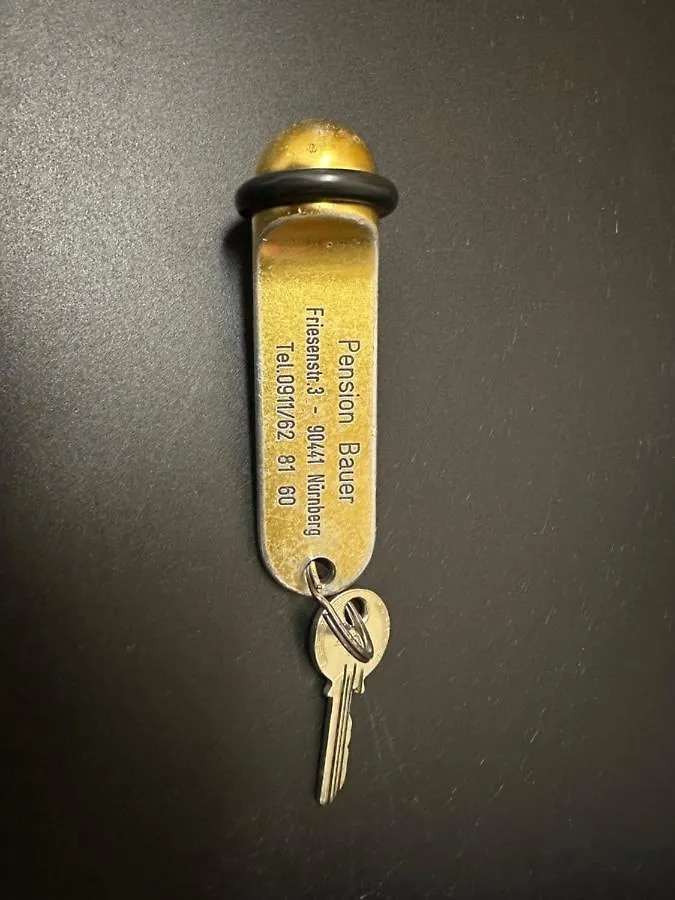 Pension Bauer
Friesenstr.3 - 90441 Nürnberg
Tel.0911/62 81 60